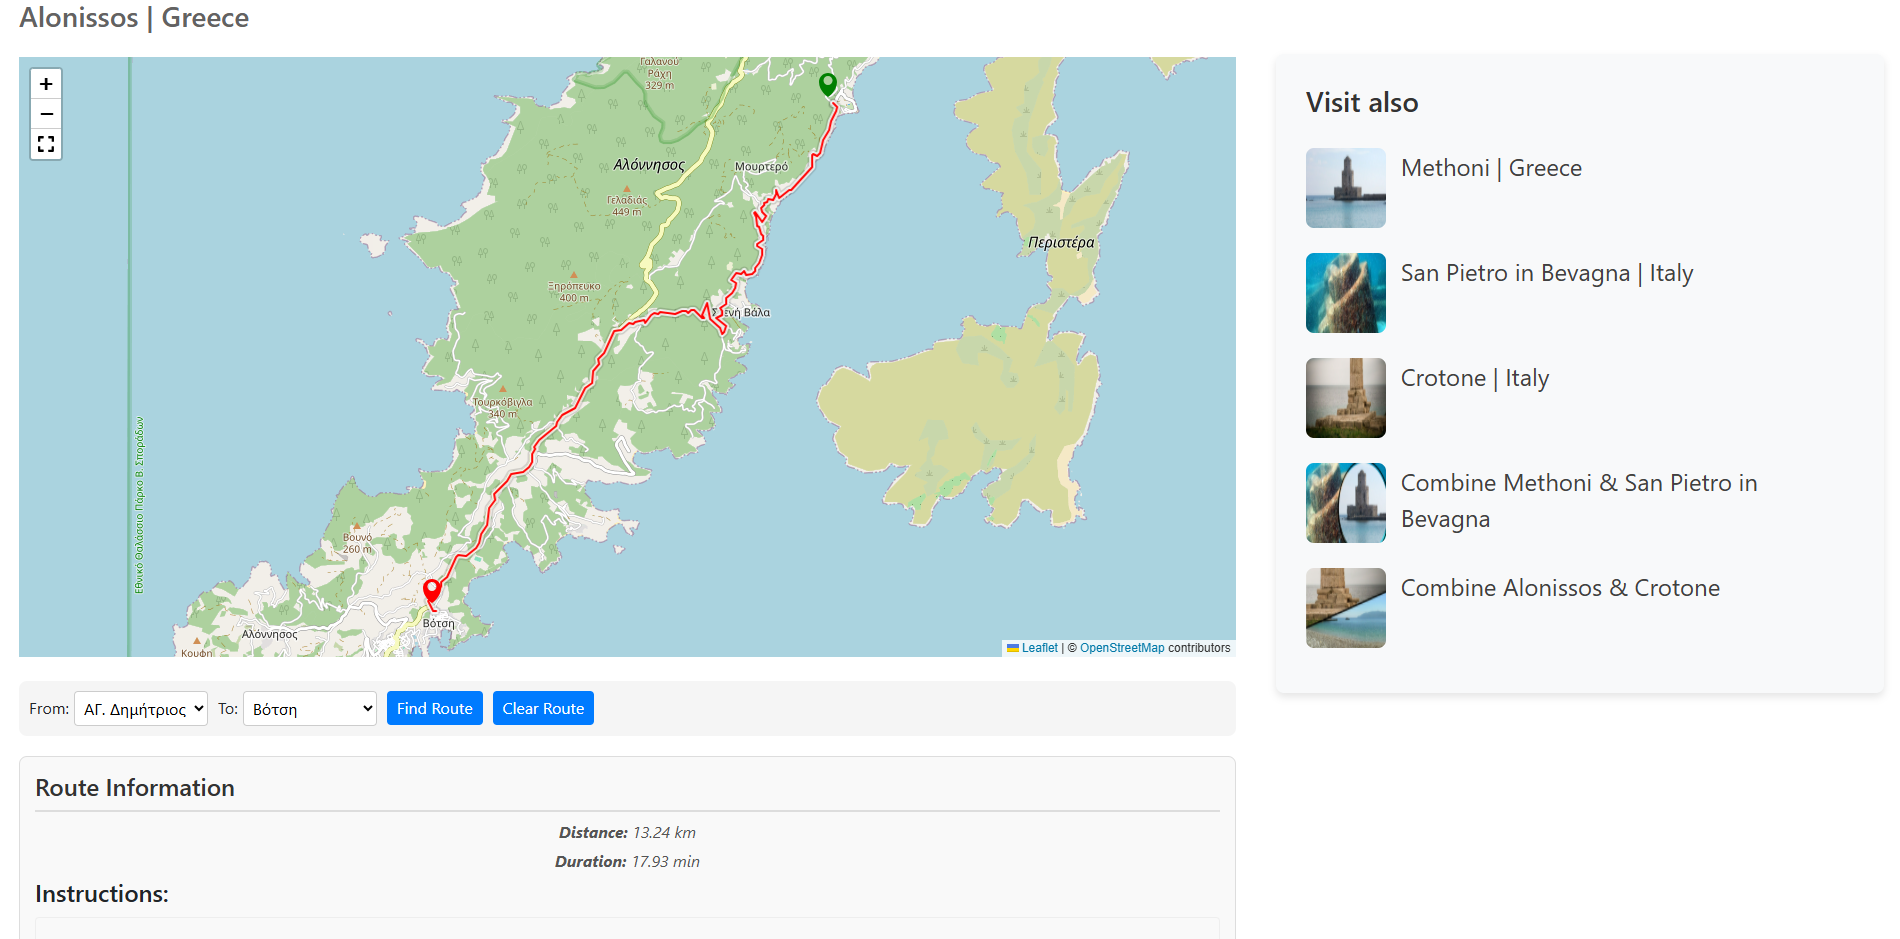 Alonissos | Greece
+
−
Γαλανού
Ράχη
329 m
Αλόννησος
Μουρτερό
Γελαδιάς
449 m
Περιστέρα
Ξηρόπευκο
400 m
Στενή Βάλα
Τουρκόβιγλα
340 m
Εθνικό Θαλάσσιο Πάρκο Β. Σποράδων
Βουνό
260 m
Βότση
Αλόννησος
Κουφη
Leaflet | © OpenStreetMap contributors
From: ΑΓ. Δημήτριος To: Βότση Find Route Clear Route
Route Information
Distance: 13.24 km
Duration: 17.93 min
Instructions:
Visit also
Methoni | Greece
San Pietro in Bevagna | Italy
Crotone | Italy
Combine Methoni & San Pietro in
Bevagna
Combine Alonissos & Crotone